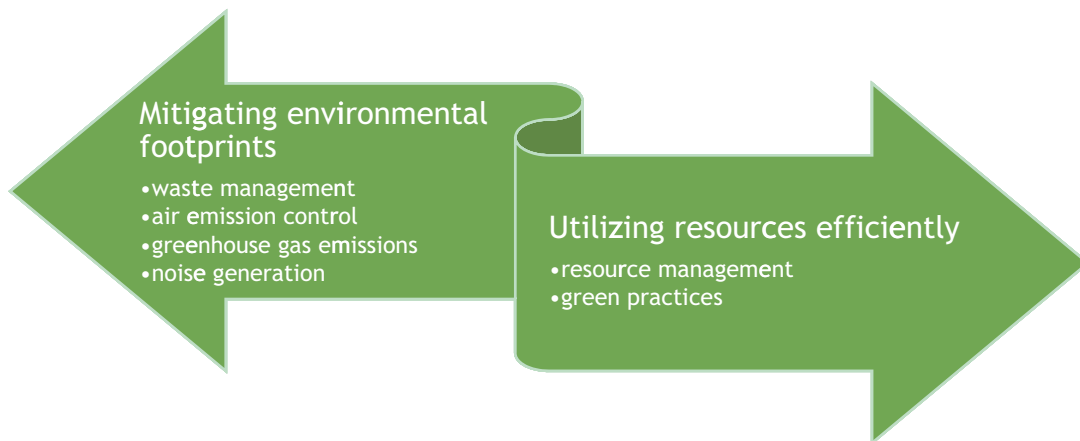 Mitigating environmental
footprints
•waste management
•air emission control
•greenhouse gas emissions
•noise generation
Utilizing resources efficiently
•resource management
•green practices